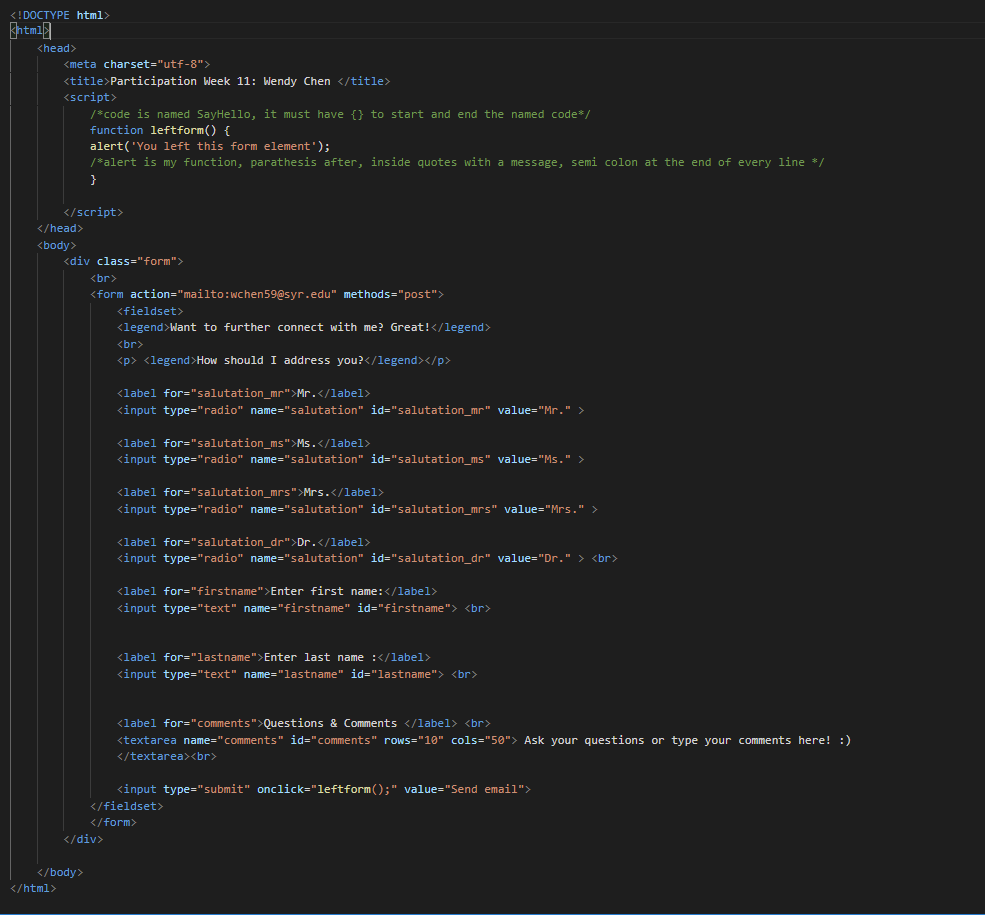 <!DOCTYPE html>
<html>
<head>
<meta charset="utf-8">
<title>Participation Week 11: Wendy Chen </title>
<script>
/*code is named SayHello, it must have {} to start and end the named code*/
function leftform() {
alert('You left this form element');
/*alert is my function, parathesis after, inside quotes with a message, semi colon at the end of every line */
}
</script>
</head>
<body>
<div class="form">
<br>
<form action="mailto:wchen59@syr.edu" methods="post">
<fieldset>
<legend>Want to further connect with me? Great!</legend>
<br>
<p> <legend>How should I address you?</legend></p>
<label for="salutation_mr">Mr.</label>
<input type="radio" name="salutation" id="salutation_mr" value="Mr." >
<label for="salutation_ms">Ms.</label>
<input type="radio" name="salutation" id="salutation_ms" value="Ms." >
<label for="salutation_mrs">Mrs.</label>
<input type="radio" name="salutation" id="salutation_mrs" value="Mrs." >
<label for="salutation_dr">Dr.</label>
<input type="radio" name="salutation" id="salutation_dr" value="Dr." > <br>
<label for="firstname">Enter first name:</label>
<input type="text" name="firstname" id="firstname"> <br>
<label for="lastname">Enter last name :</label>
<input type="text" name="lastname" id="lastname"> <br>
<label for="comments">Questions & Comments </label> <br>
<textarea name="comments" id="comments" rows="10" cols="50"> Ask your questions or type your comments here! :)
</textarea><br>
<input type="submit" onclick="leftform();" value="Send email">
</fieldset>
</form>
</div>
</body>
</html>